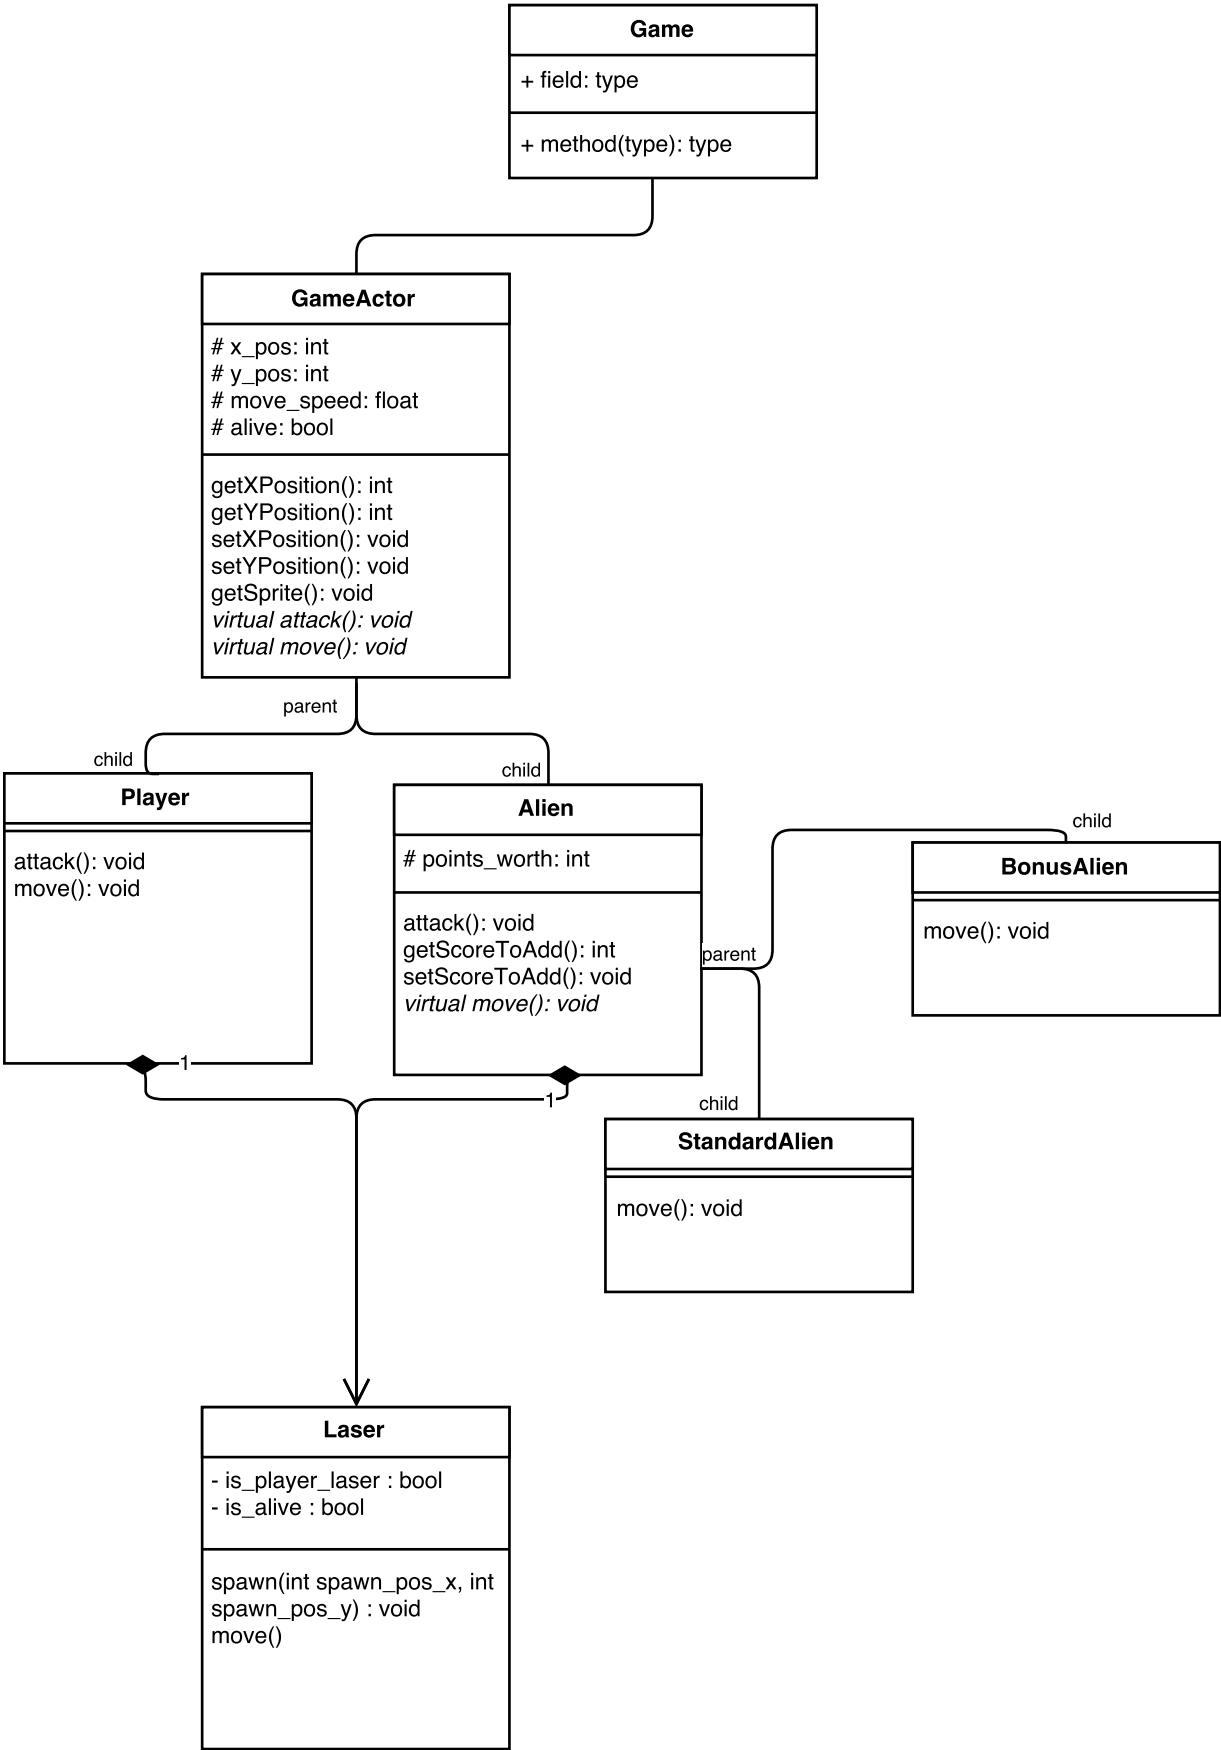 Game
+ field: type
+ method(type): type
GameActor
# x_pos: int
# y_pos: int
# move_speed: float
# alive: bool
getXPosition(): int
getYPosition(): int
setXPosition(): void
setYPosition(): void
getSprite(): void
virtual attack(): void
virtual move(): void
parent
child
child
Player
attack(): void
move(): void
1
Alien
# points_worth: int
attack(): void
getScoreToAdd(): int
setScoreToAdd(): void
virtual move(): void
1
parent
child
BonusAlien
move(): void
child
StandardAlien
move(): void
Laser
- is_player_laser : bool
- is_alive : bool
spawn(int spawn_pos_x, int
spawn_pos_y) : void
move()